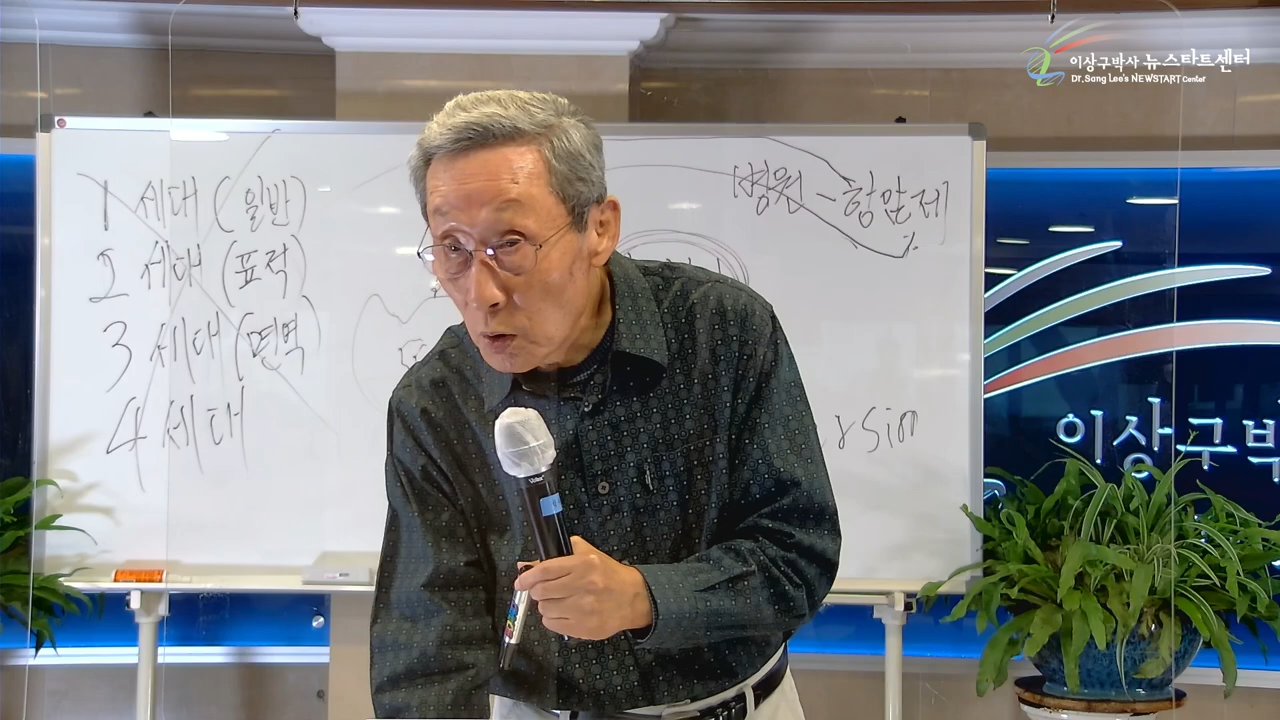 이상구박사 뉴스타트센터
Dr. Sang Lee's NEWSTART Center
1 세대 (일반)
2 세대 (표적)
3 세대 (면벽)
4 세대
병원 - 항암제
rsion
이상구박